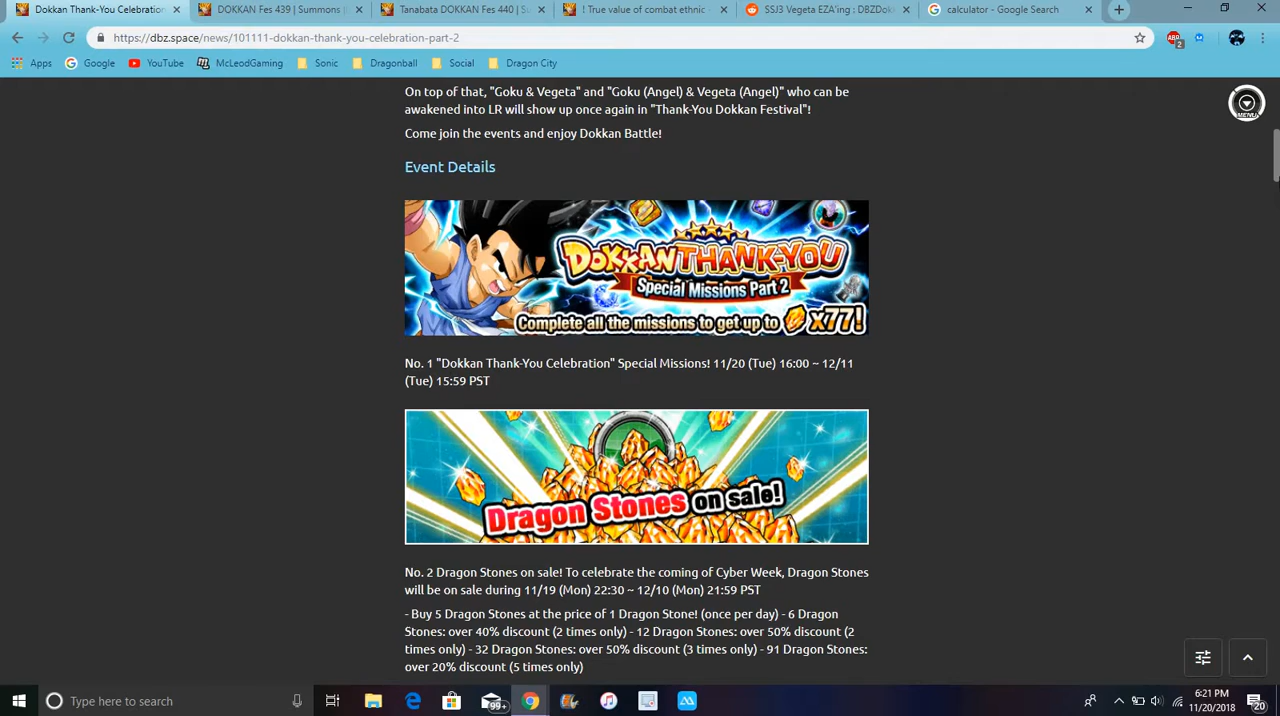 Dokkan Thank-You Celebration
DOKKAN Fes 439 | Summons |
Tanabata DOKKAN Fes 440 | Su
! True value of combat ethnic
SSJ3 Vegeta EZA'ing : DBZDok
calculator - Google Search
https://dbz.space/news/101111-dokkan-thank-you-celebration-part-2
ABP
2
Apps
Google
YouTube
McLeodGaming
Sonic
Dragonball
Social
Dragon City
On top of that, "Goku & Vegeta" and "Goku (Angel) & Vegeta (Angel)" who can be
awakened into LR will show up once again in "Thank-You Dokkan Festival"!
MENU
Come join the events and enjoy Dokkan Battle!
Event Details
DOKKAN THANK-YOU
Special Missions Part 2
Complete all the missions to get up to x77!
No. 1 "Dokkan Thank-You Celebration" Special Missions! 11/20 (Tue) 16:00 ~ 12/11
(Tue) 15:59 PST
Dragon Stones on sale!
No. 2 Dragon Stones on sale! To celebrate the coming of Cyber Week, Dragon Stones
will be on sale during 11/19 (Mon) 22:30 ~ 12/10 (Mon) 21:59 PST
- Buy 5 Dragon Stones at the price of 1 Dragon Stone! (once per day) - 6 Dragon
Stones: over 40% discount (2 times only) - 12 Dragon Stones: over 50% discount (2
times only) - 32 Dragon Stones: over 50% discount (3 times only) - 91 Dragon Stones:
over 20% discount (5 times only)
Type here to search
99+
6:21 PM
11/20/2018
20